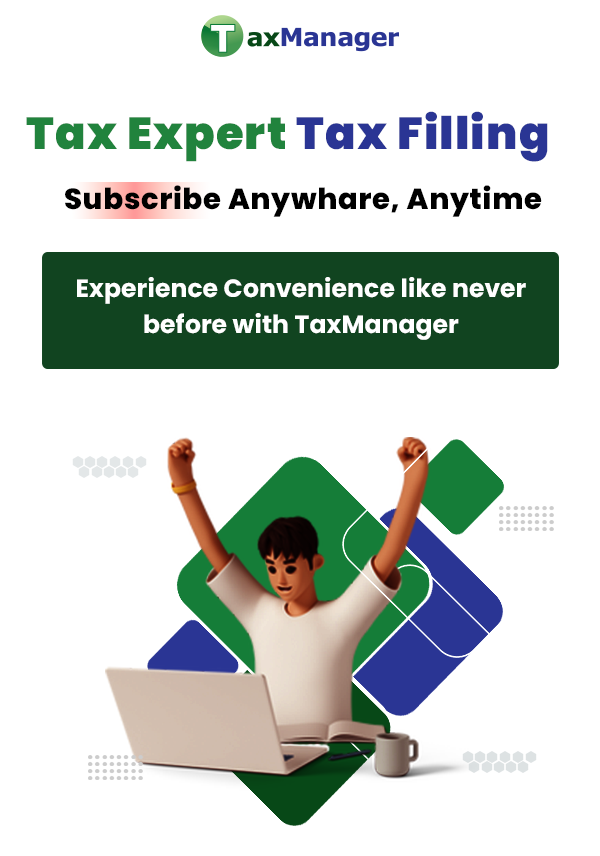 TaxManager
Tax Expert Tax Filling
Subscribe Anywhare, Anytime
Experience Convenience like never
before with TaxManager